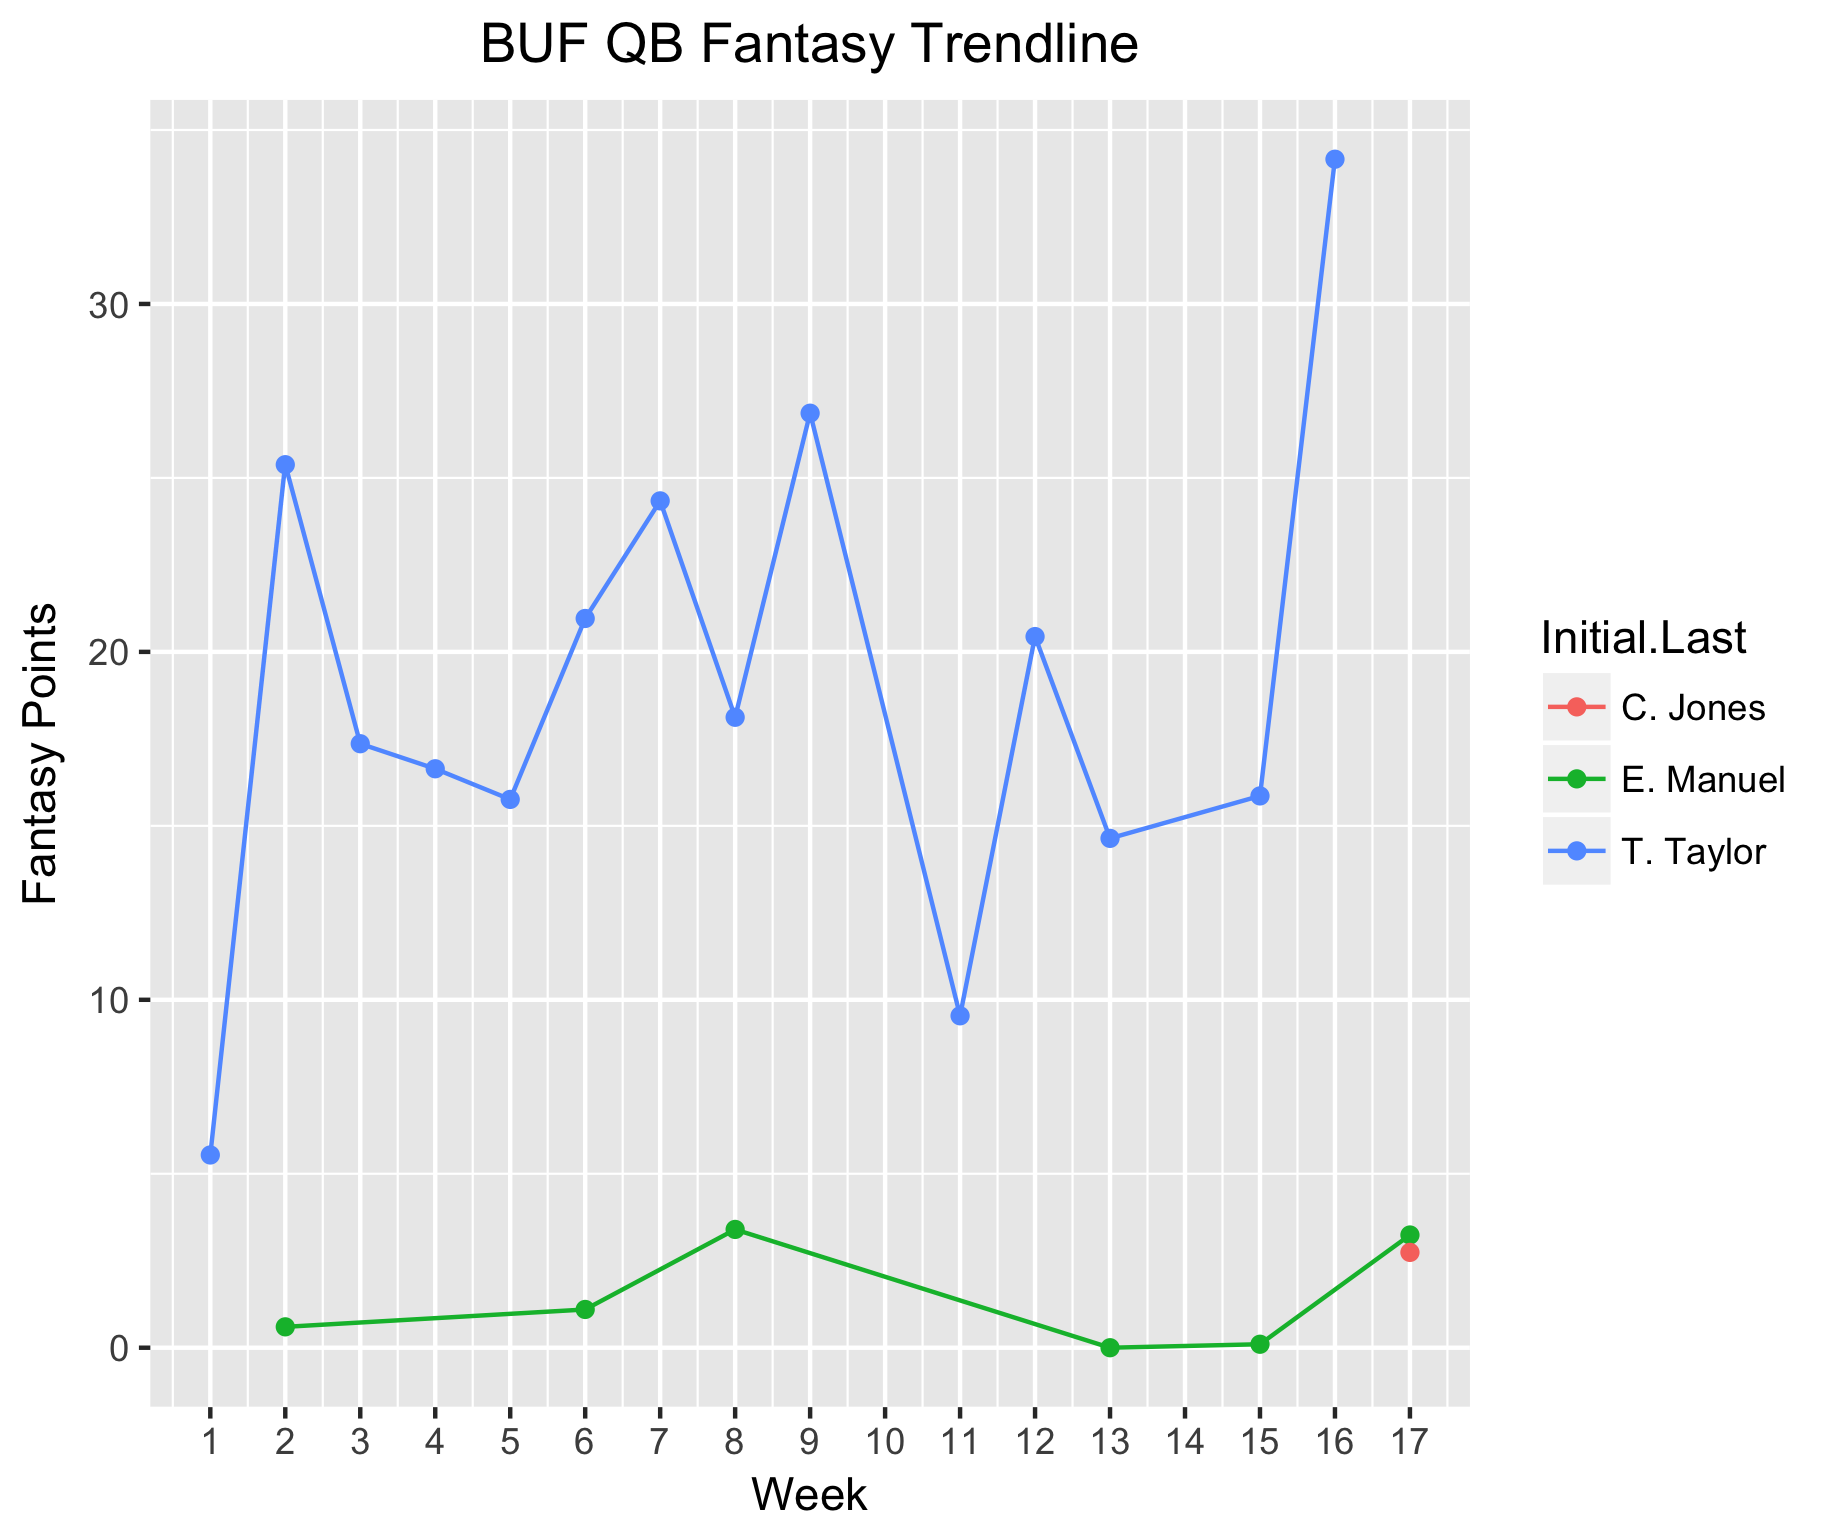 BUF QB Fantasy Trendline
Fantasy Points
30
20
10
0
1 2 3 4 5 6 7 8 9 10 11 12 13 14 15 16 17
Week
Initial.Last
C. Jones
E. Manuel
T. Taylor